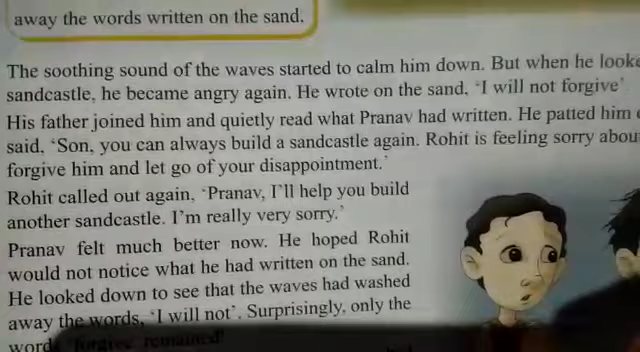 away the words written on the sand.
The soothing sound of the waves started to calm him down. But when he looke
sandcastle, he became angry again. He wrote on the sand, ‘I will not forgive’
His father joined him and quietly read what Pranav had written. He patted him
said, ‘Son, you can always build a sandcastle again. Rohit is feeling sorry abou
forgive him and let go of your disappointment.’
Rohit called out again, ‘Pranav, I’ll help you build
another sandcastle. I’m really very sorry.’
Pranav felt much better now. He hoped Rohit
would not notice what he had written on the sand.
He looked down to see that the waves had washed
away the words, ‘I will not’. Surprisingly, only the
word ‘forgive’ remained!